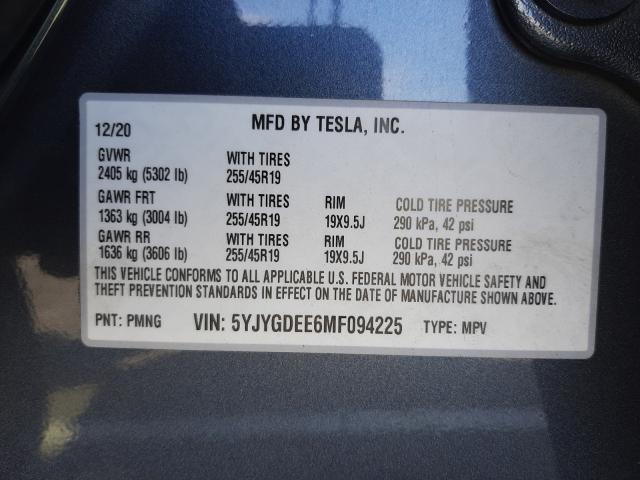 12/20 MFD BY TESLA, INC.
GVWR WITH TIRES
2405 kg (5302 lb) 255/45R19
GAWR FRT WITH TIRES RIM COLD TIRE PRESSURE
1363 kg (3004 lb) 255/45R19 19X9.5J 290 kPa, 42 psi
GAWR RR WITH TIRES RIM COLD TIRE PRESSURE
1636 kg (3606 lb) 255/45R19 19X9.5J 290 kPa, 42 psi
THIS VEHICLE CONFORMS TO ALL APPLICABLE U.S. FEDERAL MOTOR VEHICLE SAFETY AND
THEFT PREVENTION STANDARDS IN EFFECT ON THE DATE OF MANUFACTURE SHOWN ABOVE.
PNT: PMNG VIN: 5YJYGDEE6MF094225 TYPE: MPV